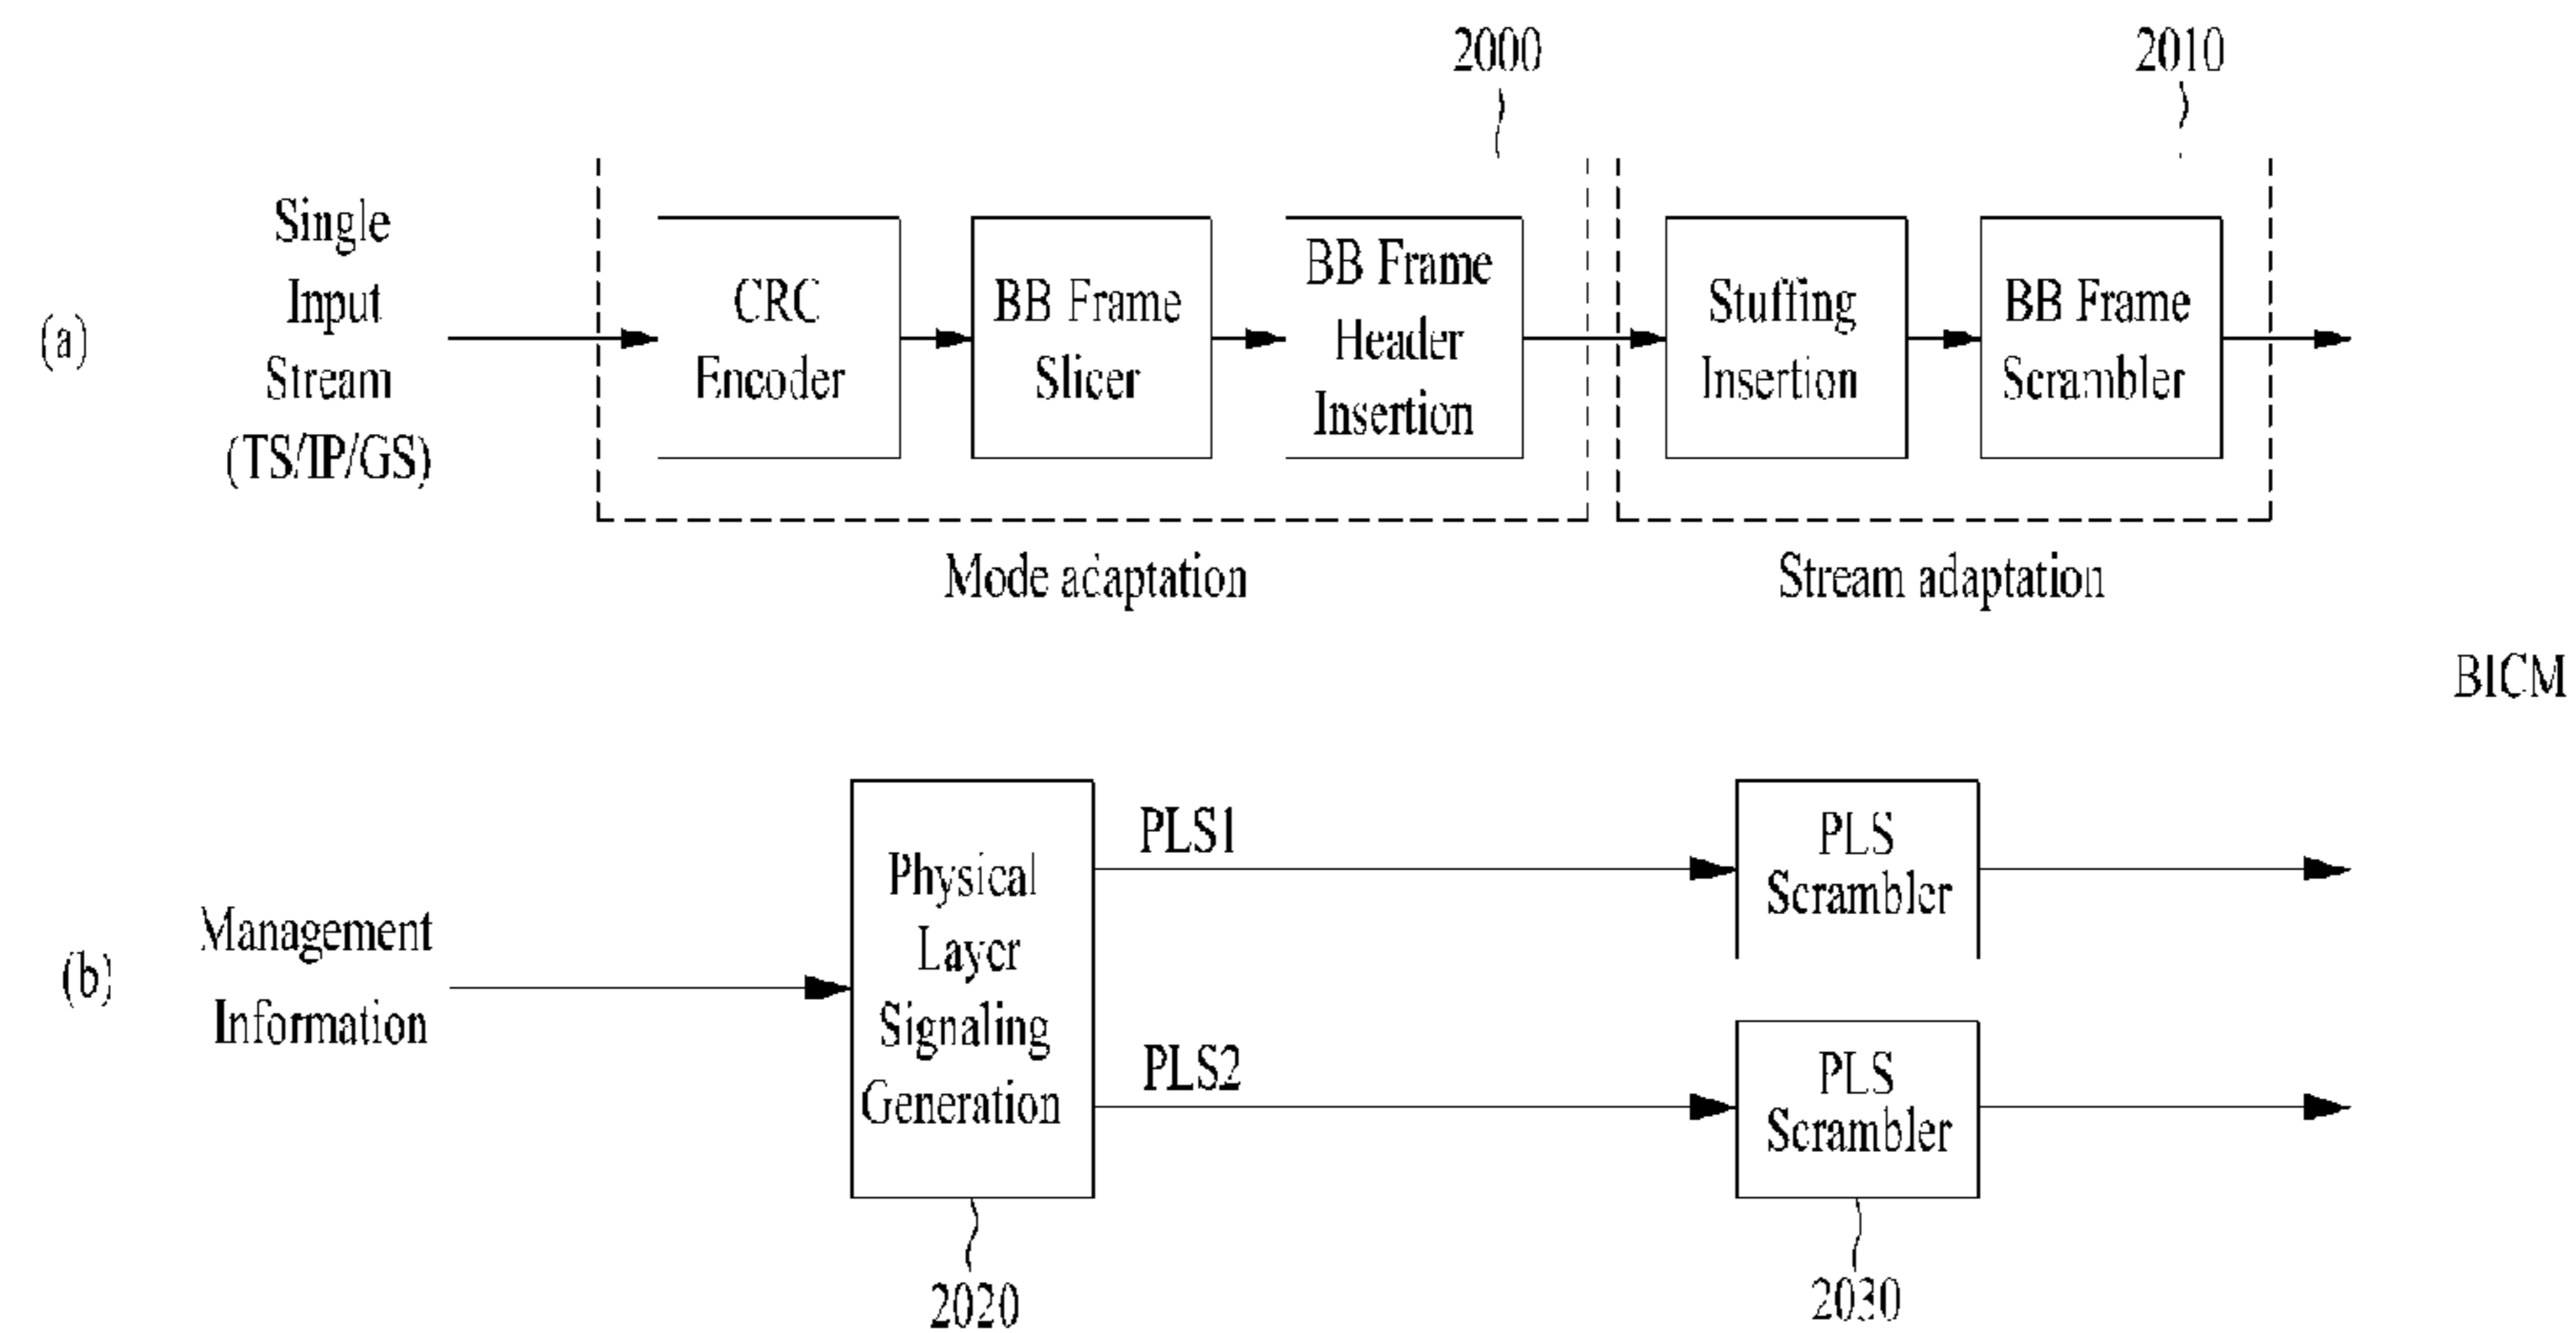 2000
2010
(a)
Single
Input
Stream
(TS/IP/GS)
CRC
Encoder
BB Frame
Slicer
BB Frame
Header
Insertion
Stuffing
Insertion
BB Frame
Scrambler
Mode adaptation
Stream adaptation
BICM
(b)
Management
Information
Physical
Layer
Signaling
Generation
PLS1
PLS2
PLS
Scrambler
PLS
Scrambler
2020
2030